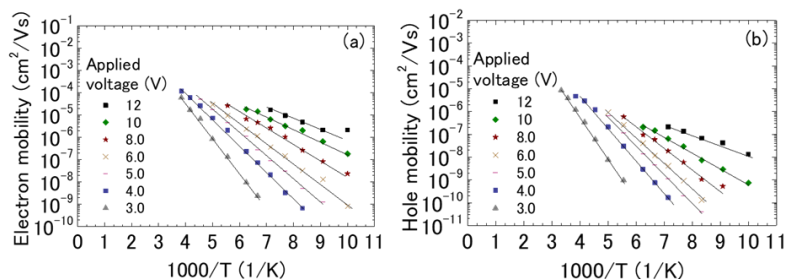 Electron mobility (cm²/Vs)
10⁻¹
10⁻²
10⁻³
10⁻⁴
10⁻⁵
10⁻⁶
10⁻⁷
10⁻⁸
10⁻⁹
10⁻¹⁰
(a)
Applied
voltage (V)
12
10
8.0
6.0
5.0
4.0
3.0
0 1 2 3 4 5 6 7 8 9 10 11
1000/T (1/K)
Hole mobility (cm²/Vs)
10⁻²
10⁻³
10⁻⁴
10⁻⁵
10⁻⁶
10⁻⁷
10⁻⁸
10⁻⁹
10⁻¹⁰
10⁻¹¹
(b)
Applied
voltage (V)
12
10
8.0
6.0
5.0
4.0
3.0
0 1 2 3 4 5 6 7 8 9 10 11
1000/T (1/K)